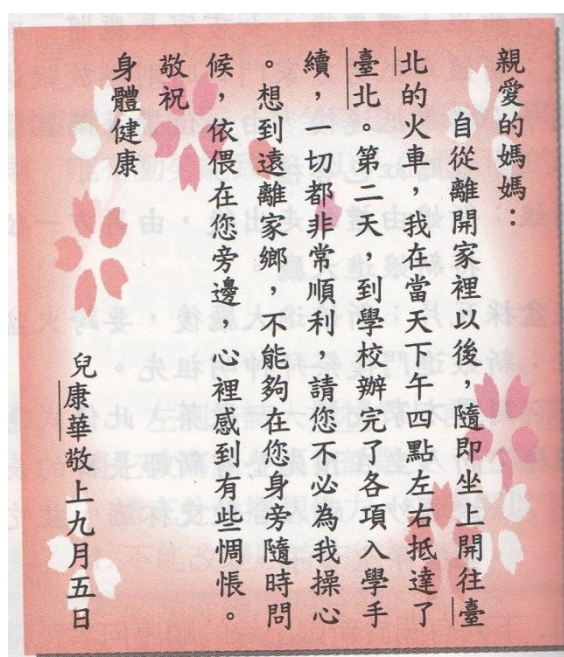 親愛的媽媽：
自從離開家裡以後，隨即坐上開往臺
北的火車，我在當天下午四點左右抵達了
臺北。第二天，到學校辦完了各項入學手
續，一切都非常順利，請您不必為我操心
。想到遠離家鄉，不能夠在您身旁隨時問
候，依偎在您旁邊，心裡感到有些惆悵。
敬祝
身體健康
兒康華敬上九月五日